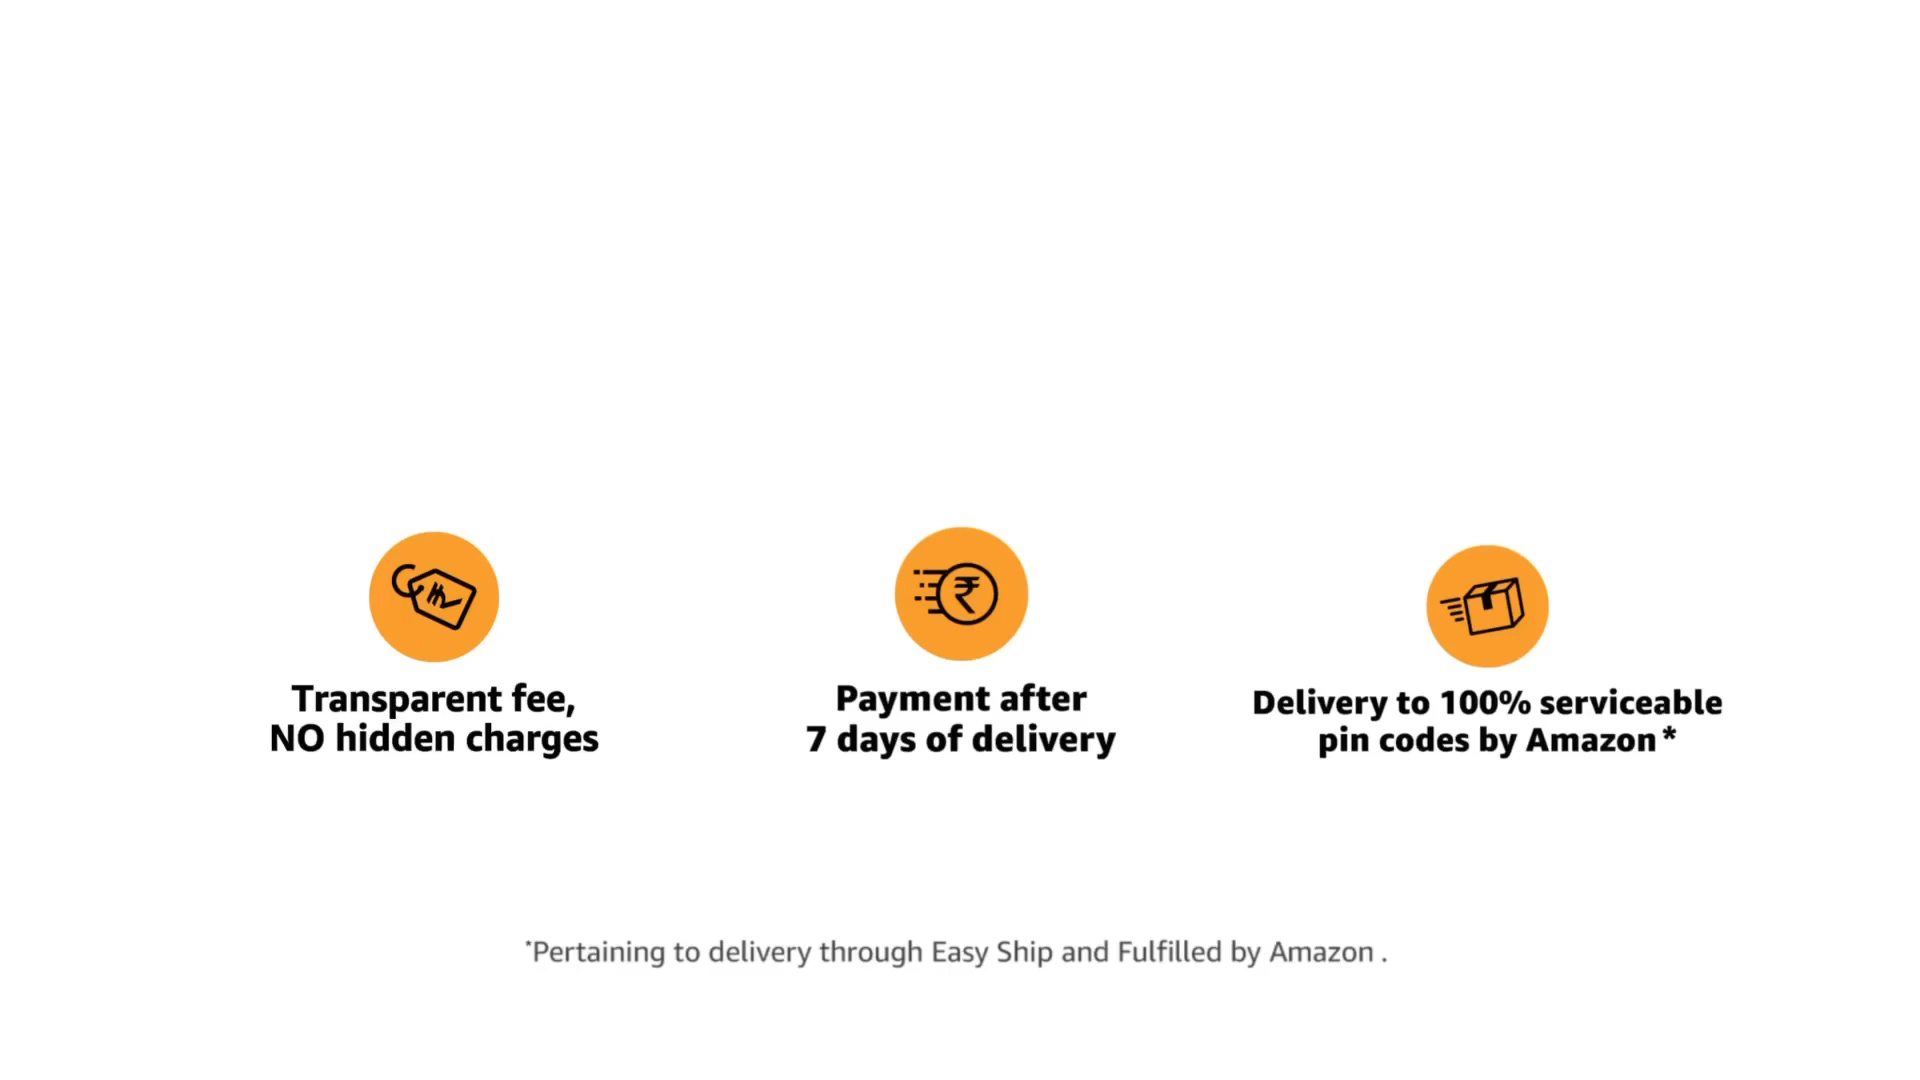 Transparent fee,
NO hidden charges
Payment after
7 days of delivery
Delivery to 100% serviceable
pin codes by Amazon*
*Pertaining to delivery through Easy Ship and Fulfilled by Amazon .